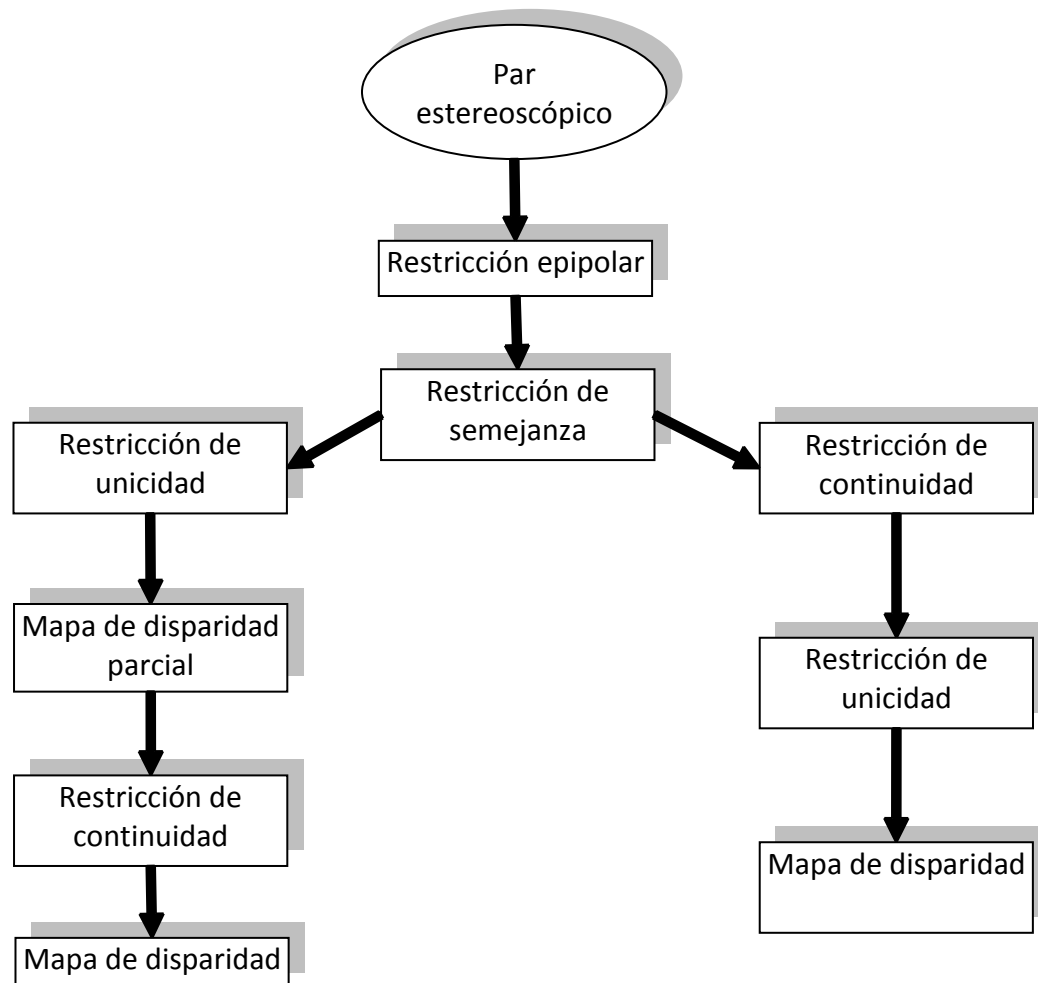 Par
estereoscópico
Restricción epipolar
Restricción de
semejanza
Restricción de
unicidad
Mapa de disparidad
parcial
Restricción de
continuidad
Mapa de disparidad
Restricción de
continuidad
Restricción de
unicidad
Mapa de disparidad